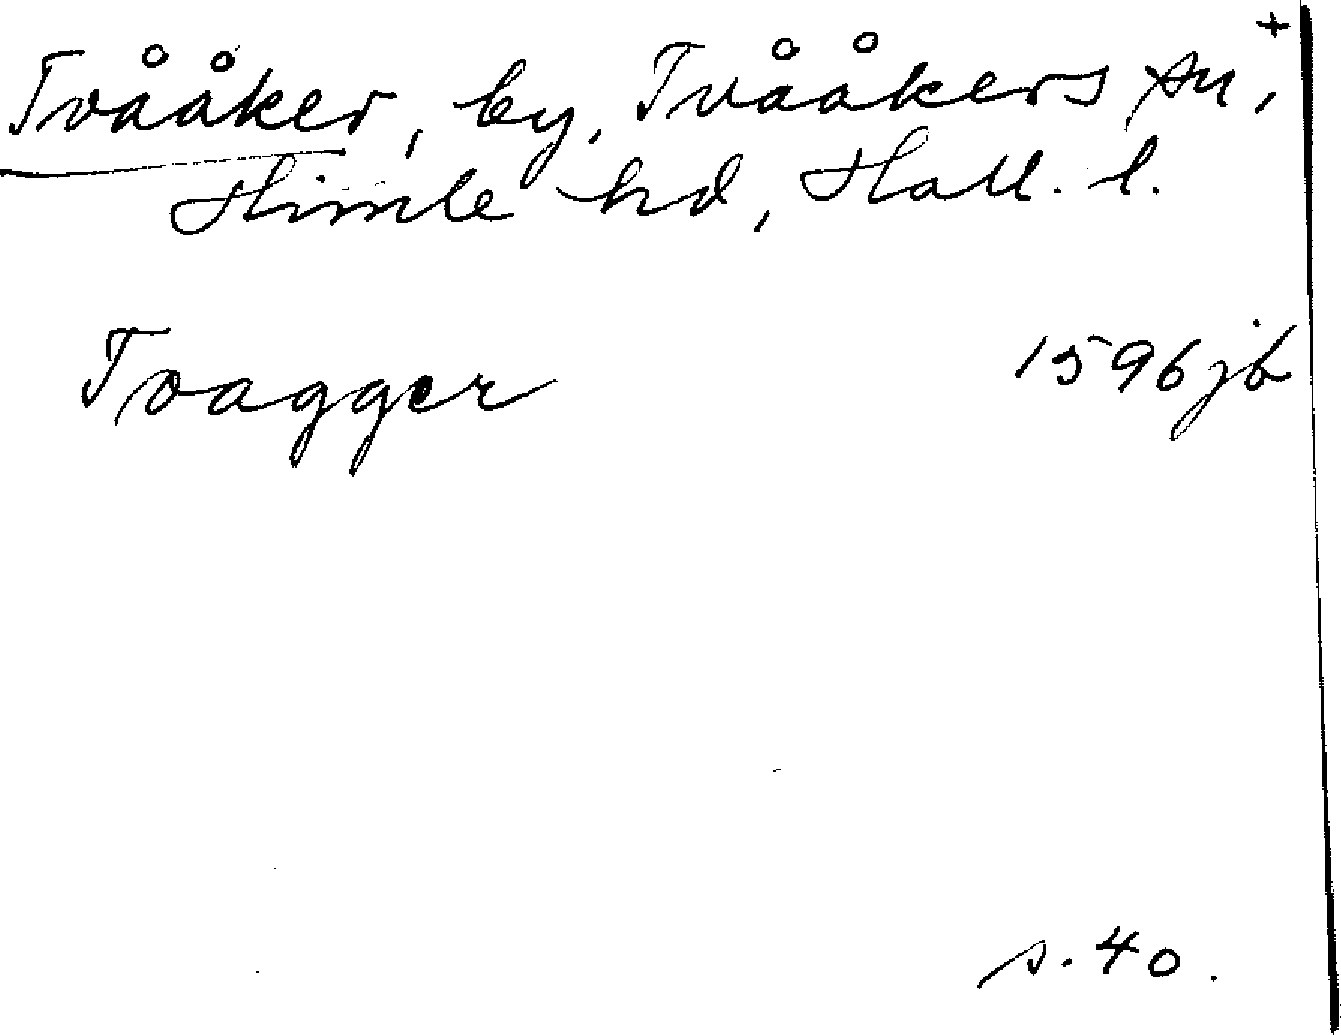 Tvååker, by, Tvååkers sn, +
Himle hd, Hall. l.
Tvagger 1596 jb
s. 40.